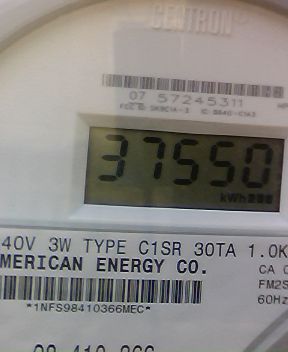 CENTRON®
07 57245311
37550
kWh
40V 3W TYPE C1SR 30TA 1.0K
MERICAN ENERGY CO.
CA
FM2S
60Hz
*1NFS98410366MEC*